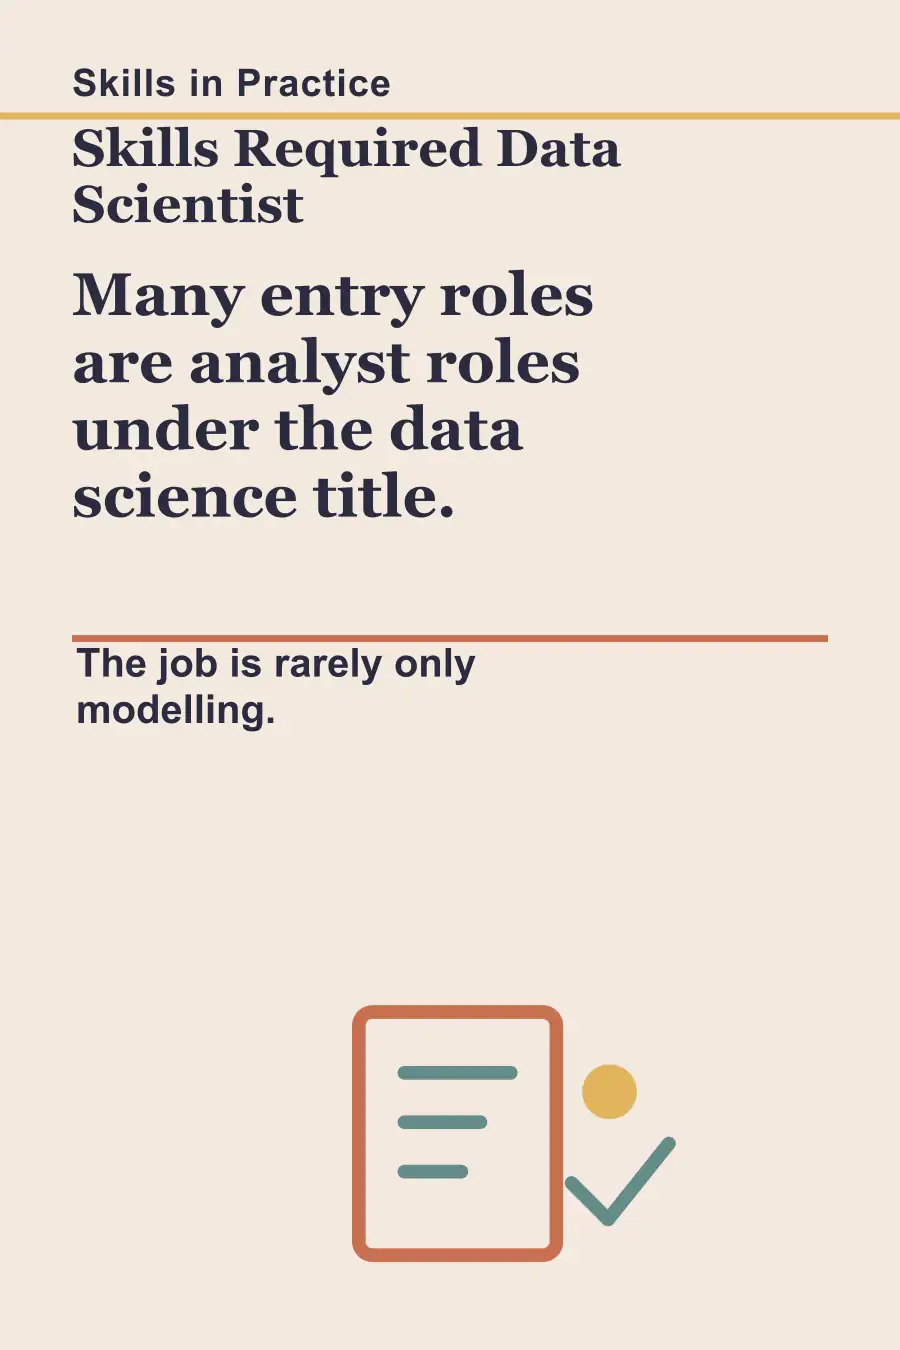 Skills in Practice
Skills Required Data
Scientist
Many entry roles
are analyst roles
under the data
science title.
The job is rarely only
modelling.